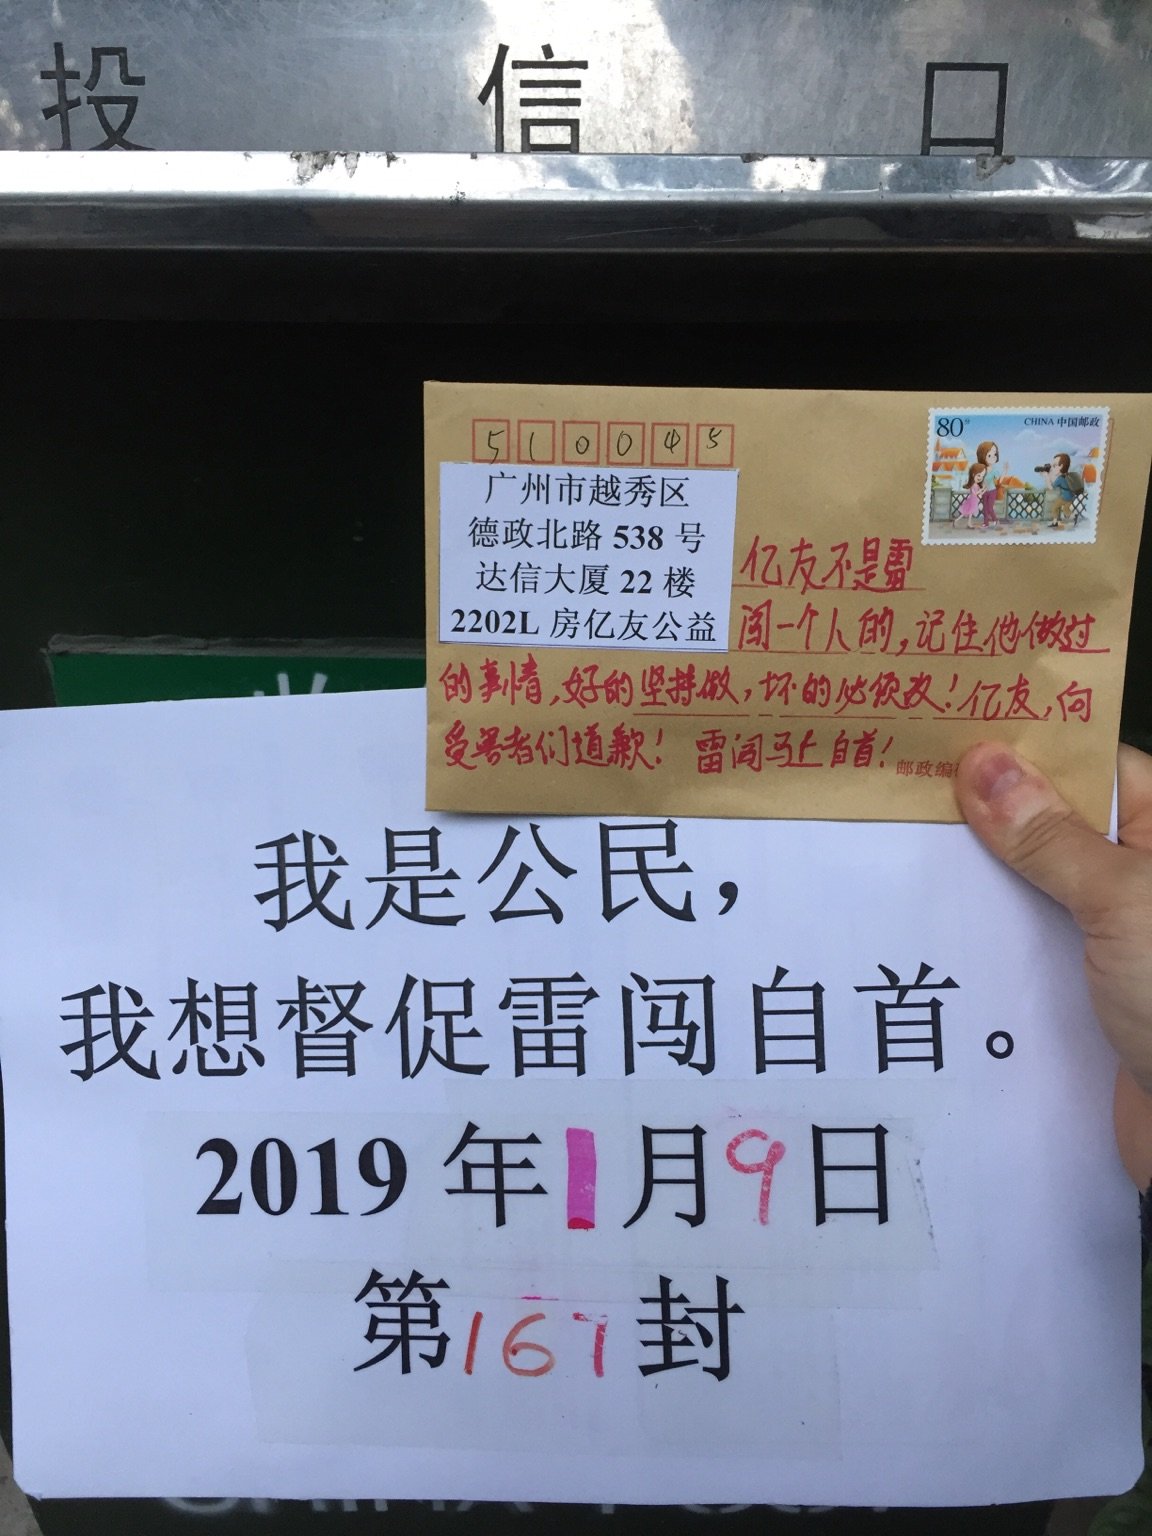 投 信 口
510045
80分
CHINA 中国邮政
广州市越秀区
德政北路 538 号
达信大厦 22 楼
2202L 房亿友公益
亿友不是雷
闯一个人的，记住他做过
的事情，好的坚持做，坏的必须改！亿友，向
受害者们道歉！ 雷闯马上自首！
邮政编
我是公民，
我想督促雷闯自首。
2019 年 1 月 9 日
第 167 封